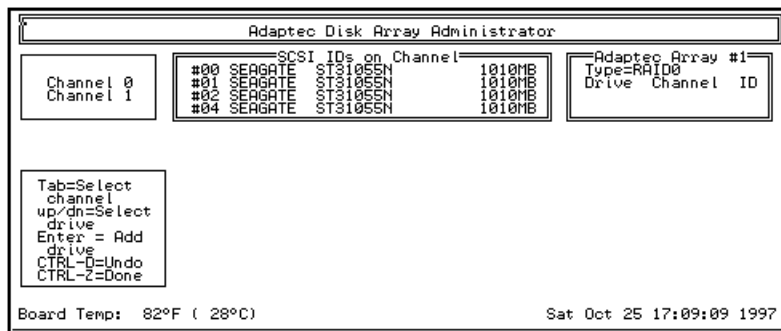 Adaptec Disk Array Administrator
Channel 0
Channel 1
SCSI IDs on Channel
#00 SEAGATE ST31055N 1010MB
#01 SEAGATE ST31055N 1010MB
#02 SEAGATE ST31055N 1010MB
#04 SEAGATE ST31055N 1010MB
Adaptec Array #1
Type=RAID0
Drive Channel ID
Tab=Select
channel
up/dn=Select
drive
Enter = Add
drive
CTRL-D=Undo
CTRL-Z=Done
Board Temp: 82ºF ( 28ºC)
Sat Oct 25 17:09:09 1997